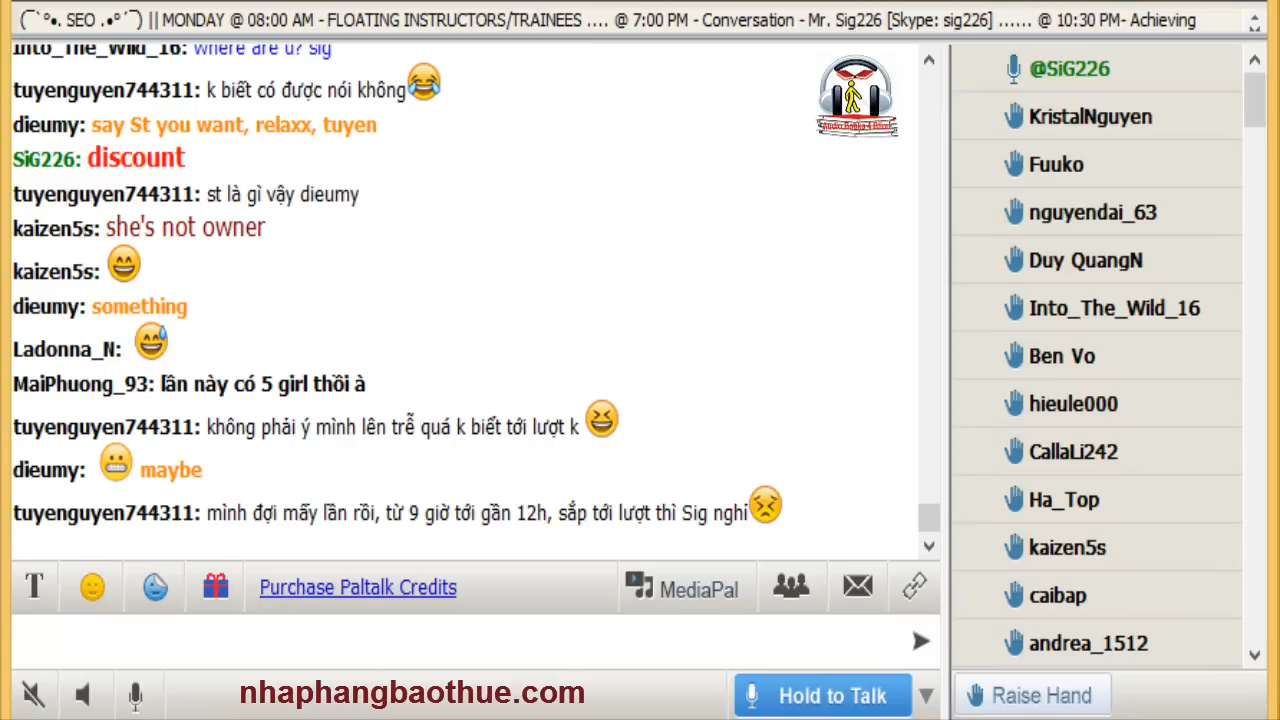 (¯`°•. SEO .•°´¯) || MONDAY @ 08:00 AM - FLOATING INSTRUCTORS/TRAINEES .... @ 7:00 PM - Conversation - Mr. Sig226 [Skype: sig226] ...... @ 10:30 PM- Achieving
Into_The_Wild_16: where are u? sig
tuyenguyen744311: k biết có được nói không
dieumy: say St you want, relaxx, tuyen
SiG226: discount
tuyenguyen744311: st là gì vậy dieumy
kaizen5s: she's not owner
kaizen5s:
dieumy: something
Ladonna_N:
MaiPhuong_93: lần này có 5 girl thồi à
tuyenguyen744311: không phải ý mình lên trễ quá k biết tới lượt k
dieumy: maybe
tuyenguyen744311: mình đợi mấy lần rồi, từ 9 giờ tới gần 12h, sắp tới lượt thì Sig nghỉ
T
Purchase Paltalk Credits
MediaPal
nhaphangbaothue.com
Hold to Talk
@SiG226
KristalNguyen
Fuuko
nguyendai_63
Duy QuangN
Into_The_Wild_16
Ben Vo
hieule000
CallaLi242
Ha_Top
kaizen5s
caibap
andrea_1512
Raise Hand